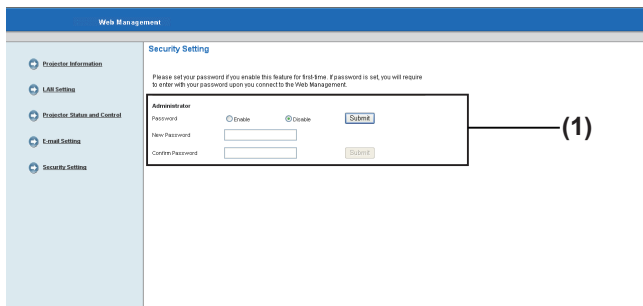 Web Management
Security Setting
Projector Information
LAN Setting
Projector Status and Control
E-mail Setting
Security Setting
Please set your password if you enable this feature for first-time. If password is set, you will require
to enter with your password upon you connect to the Web Management.
Administrator
Password Enable Disable Submit
New Password
Confirm Password Submit
(1)